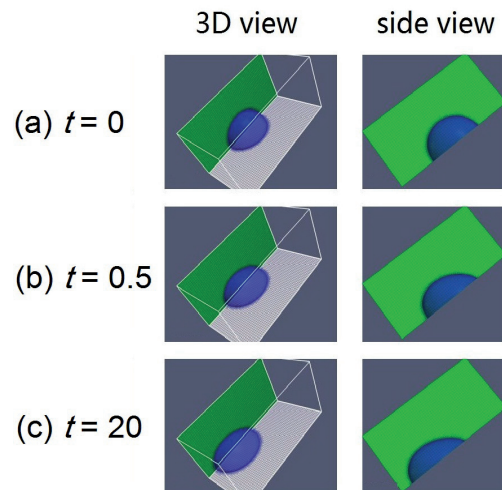 3D view side view
(a) t = 0
(b) t = 0.5
(c) t = 20